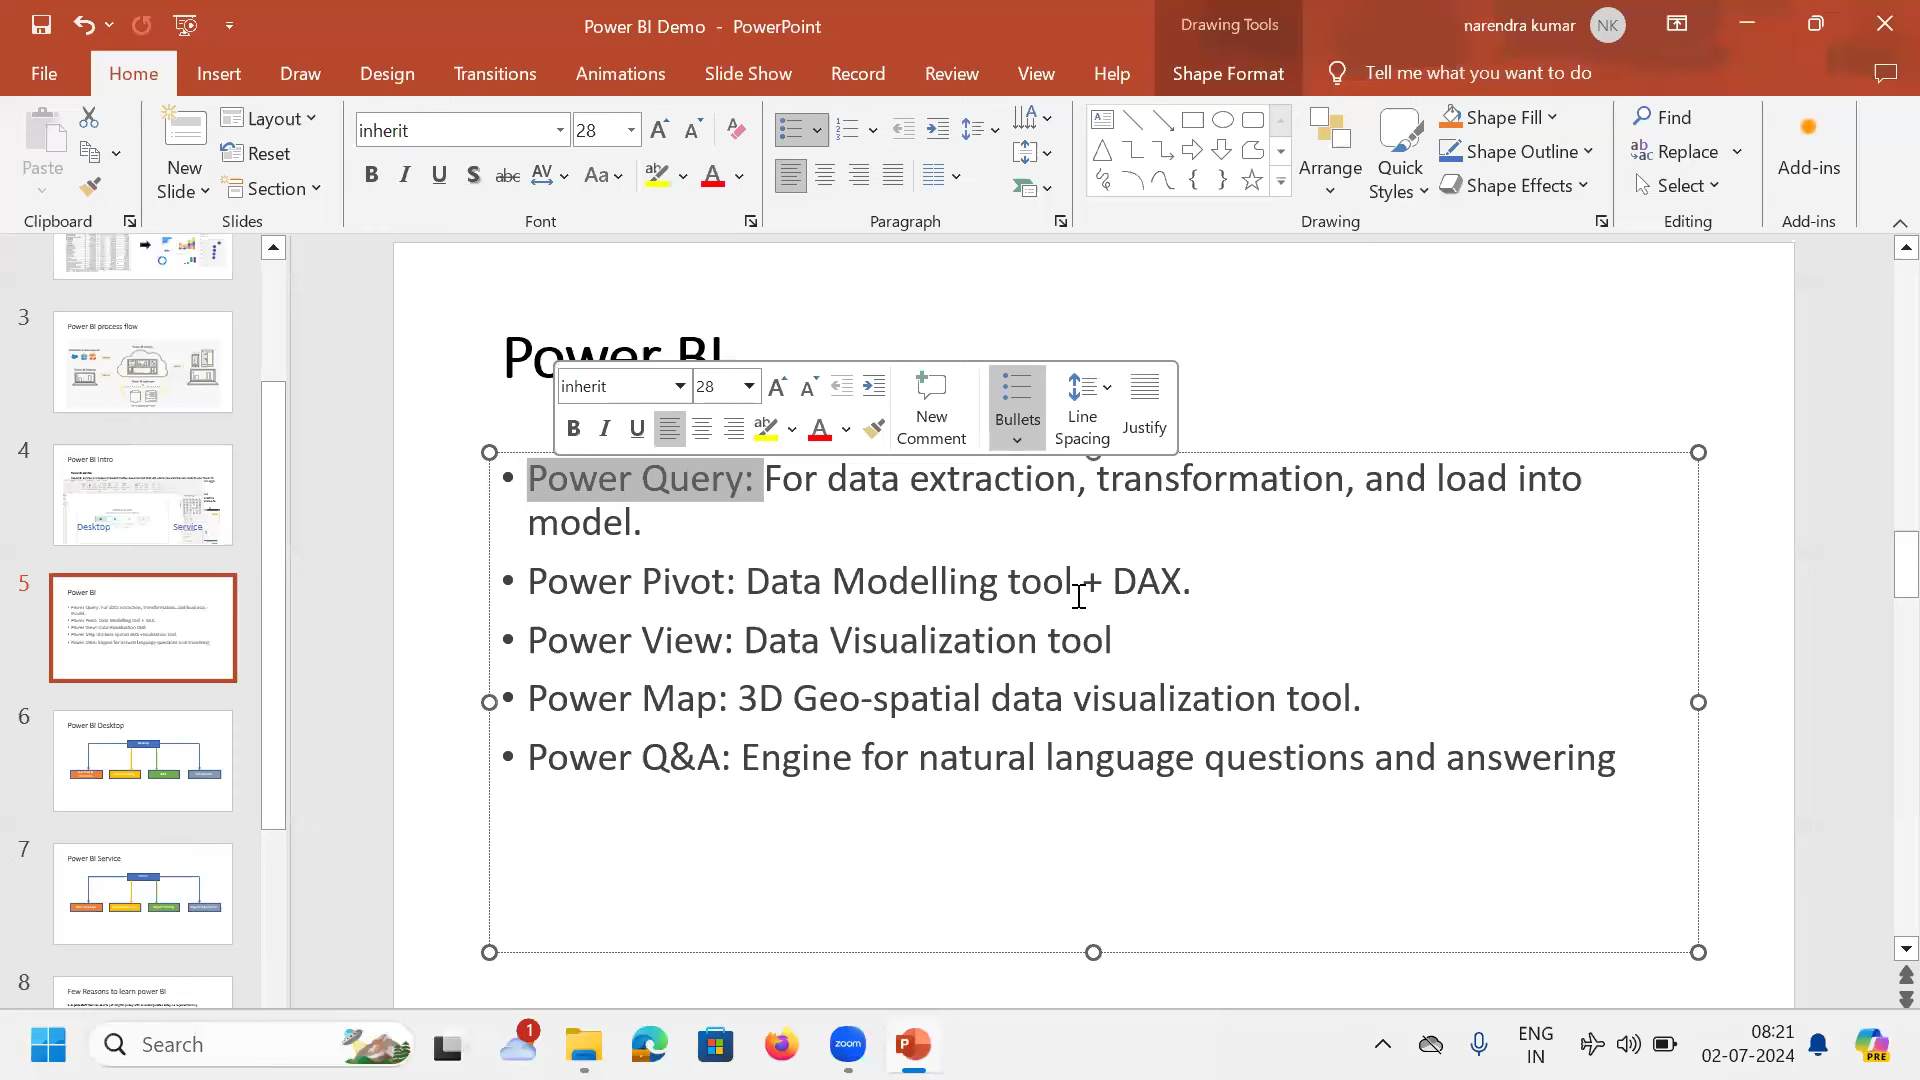 Power BI Demo - PowerPoint
Drawing Tools
narendra kumar
NK
File
Home
Insert
Draw
Design
Transitions
Animations
Slide Show
Record
Review
View
Help
Shape Format
Tell me what you want to do
Paste
Clipboard
New
Slide
Layout
Reset
Section
Slides
inherit
28
B I U S abc AV Aa
Font
Paragraph
Arrange
Quick
Styles
Shape Fill
Shape Outline
Shape Effects
Drawing
Find
Replace
Select
Editing
Add-ins
Add-ins
3
Power BI process flow
4
Power BI Intro
Desktop
Service
5
Power BI
6
Power BI Desktop
7
Power BI Service
8
Few Reasons to learn power BI
Power BI
inherit
28
B I U
New
Comment
Bullets
Line
Spacing
Justify
• Power Query: For data extraction, transformation, and load into
model.
• Power Pivot: Data Modelling tool + DAX.
• Power View: Data Visualization tool
• Power Map: 3D Geo-spatial data visualization tool.
• Power Q&A: Engine for natural language questions and answering
Search
1
zoom
ENG
IN
08:21
02-07-2024
PRE